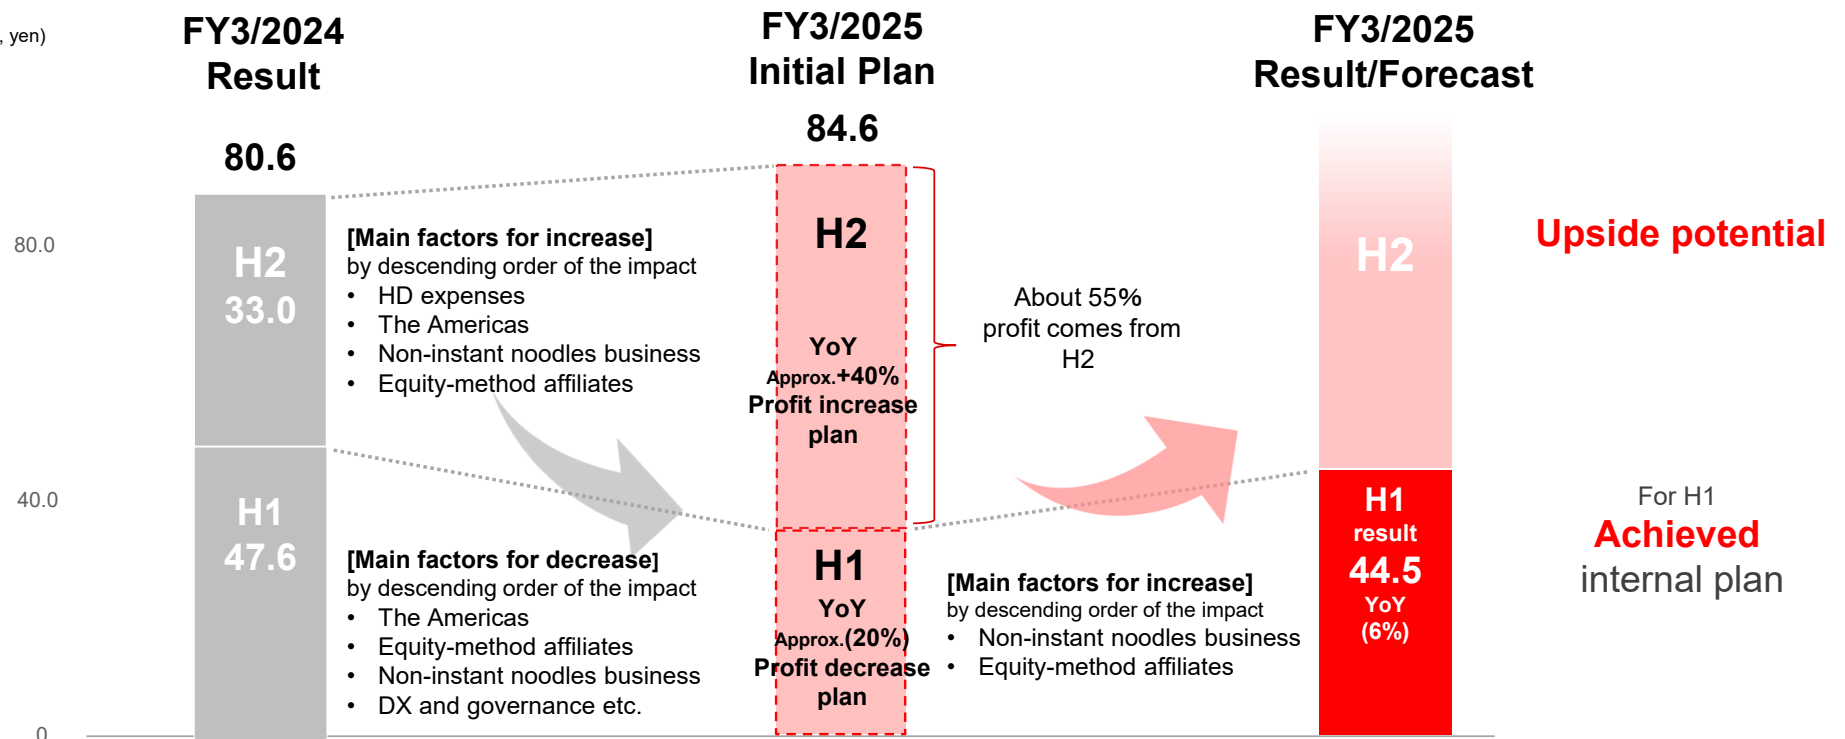 , yen)
FY3/2024
Result
80.6
FY3/2025
Initial Plan
84.6
FY3/2025
Result/Forecast
80.0
40.0
0
H2
33.0
H1
47.6
[Main factors for increase]
by descending order of the impact
• HD expenses
• The Americas
• Non-instant noodles business
• Equity-method affiliates
[Main factors for decrease]
by descending order of the impact
• The Americas
• Equity-method affiliates
• Non-instant noodles business
• DX and governance etc.
H2
YoY
Approx.+40%
Profit increase
plan
H1
YoY
Approx.(20%)
Profit decrease
plan
About 55%
profit comes from
H2
[Main factors for increase]
by descending order of the impact
• Non-instant noodles business
• Equity-method affiliates
H2
H1
result
44.5
YoY
(6%)
Upside potential
For H1
Achieved
internal plan